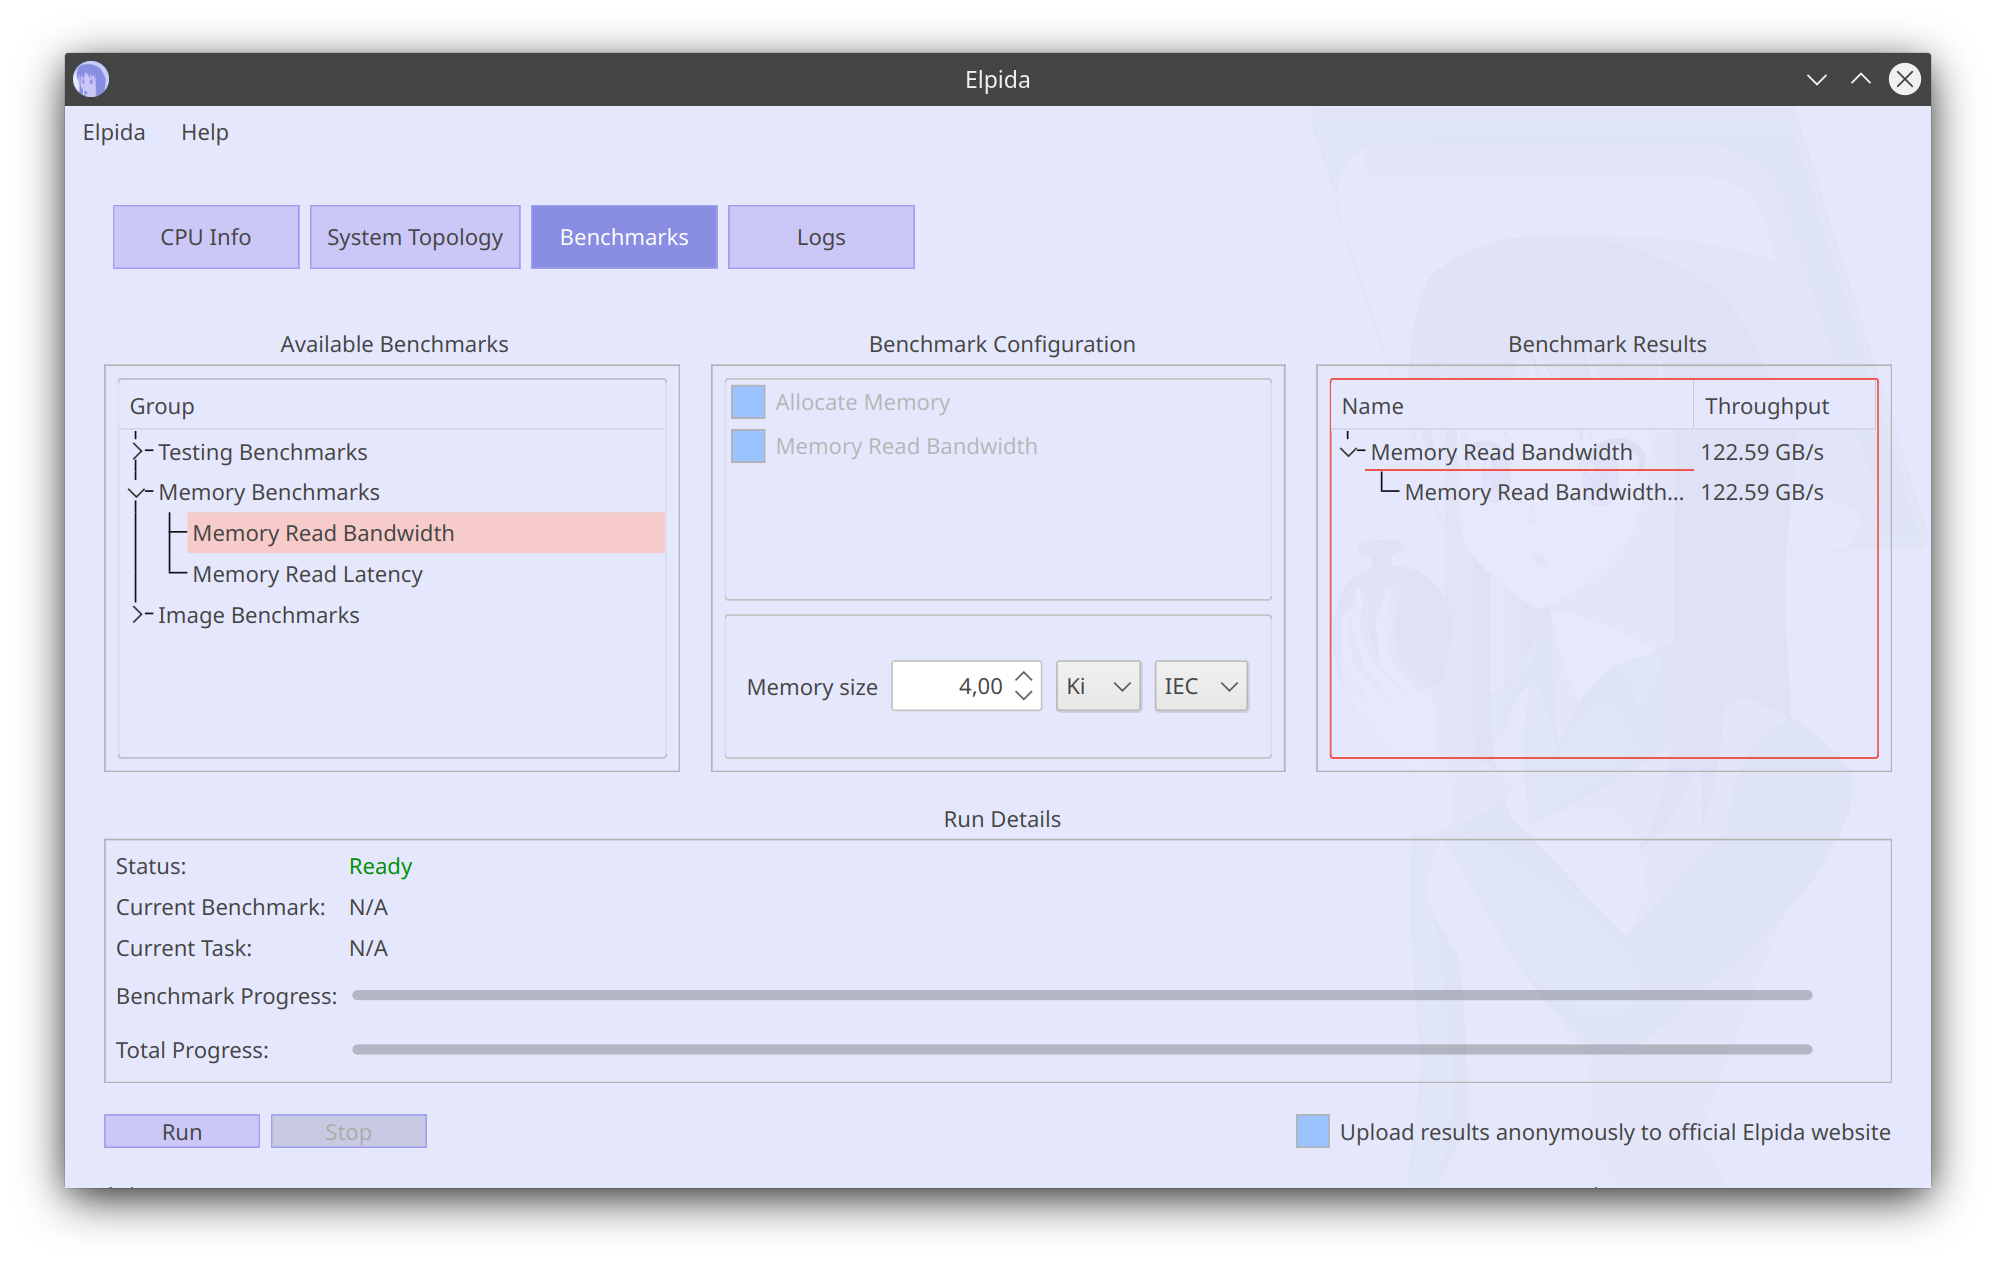 Elpida
Elpida Help
CPU Info System Topology Benchmarks Logs
Available Benchmarks
Group
Testing Benchmarks
Memory Benchmarks
Memory Read Bandwidth
Memory Read Latency
Image Benchmarks
Benchmark Configuration
Allocate Memory
Memory Read Bandwidth
Memory size 4,00 Ki IEC
Benchmark Results
Name Throughput
Memory Read Bandwidth 122.59 GB/s
Memory Read Bandwidth... 122.59 GB/s
Run Details
Status: Ready
Current Benchmark: N/A
Current Task: N/A
Benchmark Progress:
Total Progress:
Run Stop Upload results anonymously to official Elpida website